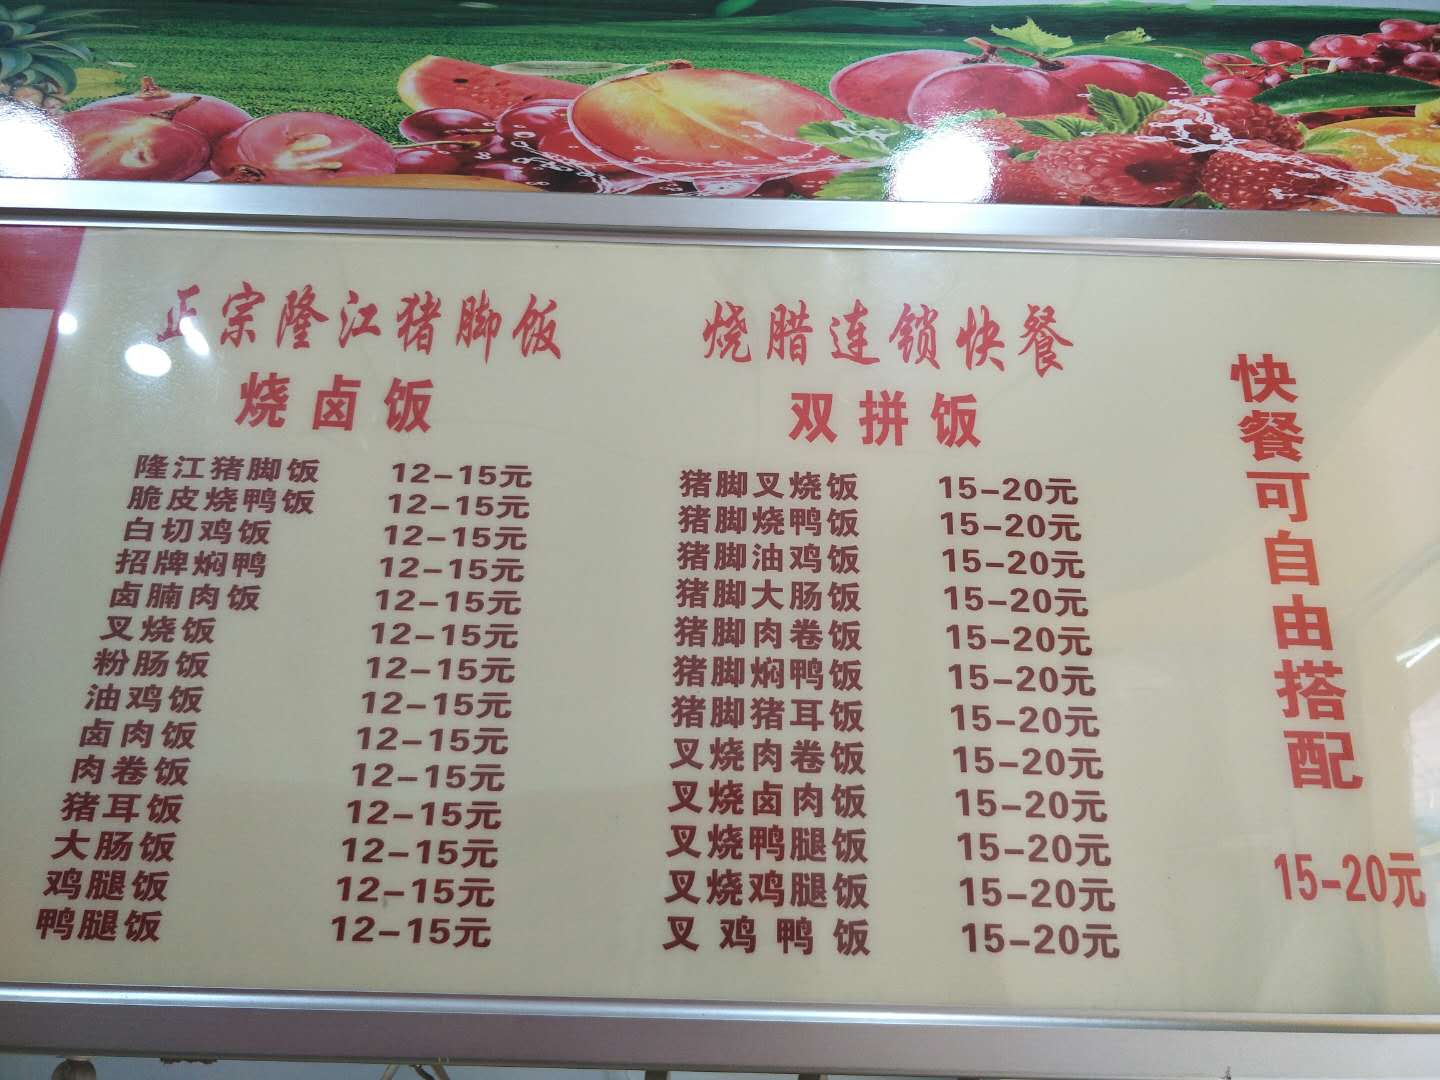 正宗隆江猪脚饭
烧卤饭
隆江猪脚饭 12-15元
脆皮烧鸭饭 12-15元
白切鸡饭 12-15元
招牌焖鸭 12-15元
卤腩肉饭 12-15元
叉烧饭 12-15元
粉肠饭 12-15元
油鸡饭 12-15元
卤肉饭 12-15元
肉卷饭 12-15元
猪耳饭 12-15元
大肠饭 12-15元
鸡腿饭 12-15元
鸭腿饭 12-15元
烧腊连锁快餐
双拼饭
猪脚叉烧饭 15-20元
猪脚烧鸭饭 15-20元
猪脚油鸡饭 15-20元
猪脚大肠饭 15-20元
猪脚肉卷饭 15-20元
猪脚焖鸭饭 15-20元
猪脚猪耳饭 15-20元
叉烧肉卷饭 15-20元
叉烧卤肉饭 15-20元
叉烧鸭腿饭 15-20元
叉烧鸡腿饭 15-20元
叉鸡鸭饭 15-20元
快餐可自由搭配
15-20元